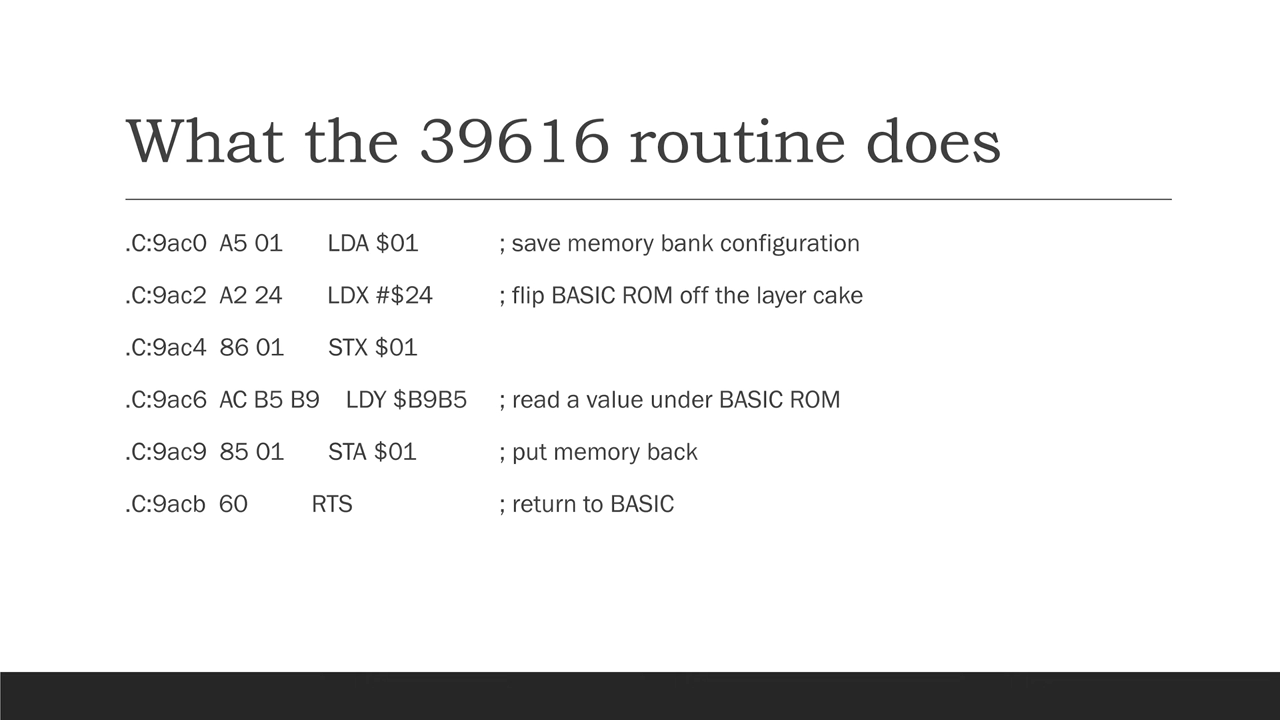 What the 39616 routine does
.C:9ac0 A5 01 LDA $01 ; save memory bank configuration
.C:9ac2 A2 24 LDX #$24 ; flip BASIC ROM off the layer cake
.C:9ac4 86 01 STX $01
.C:9ac6 AC B5 B9 LDY $B9B5 ; read a value under BASIC ROM
.C:9ac9 85 01 STA $01 ; put memory back
.C:9acb 60 RTS ; return to BASIC